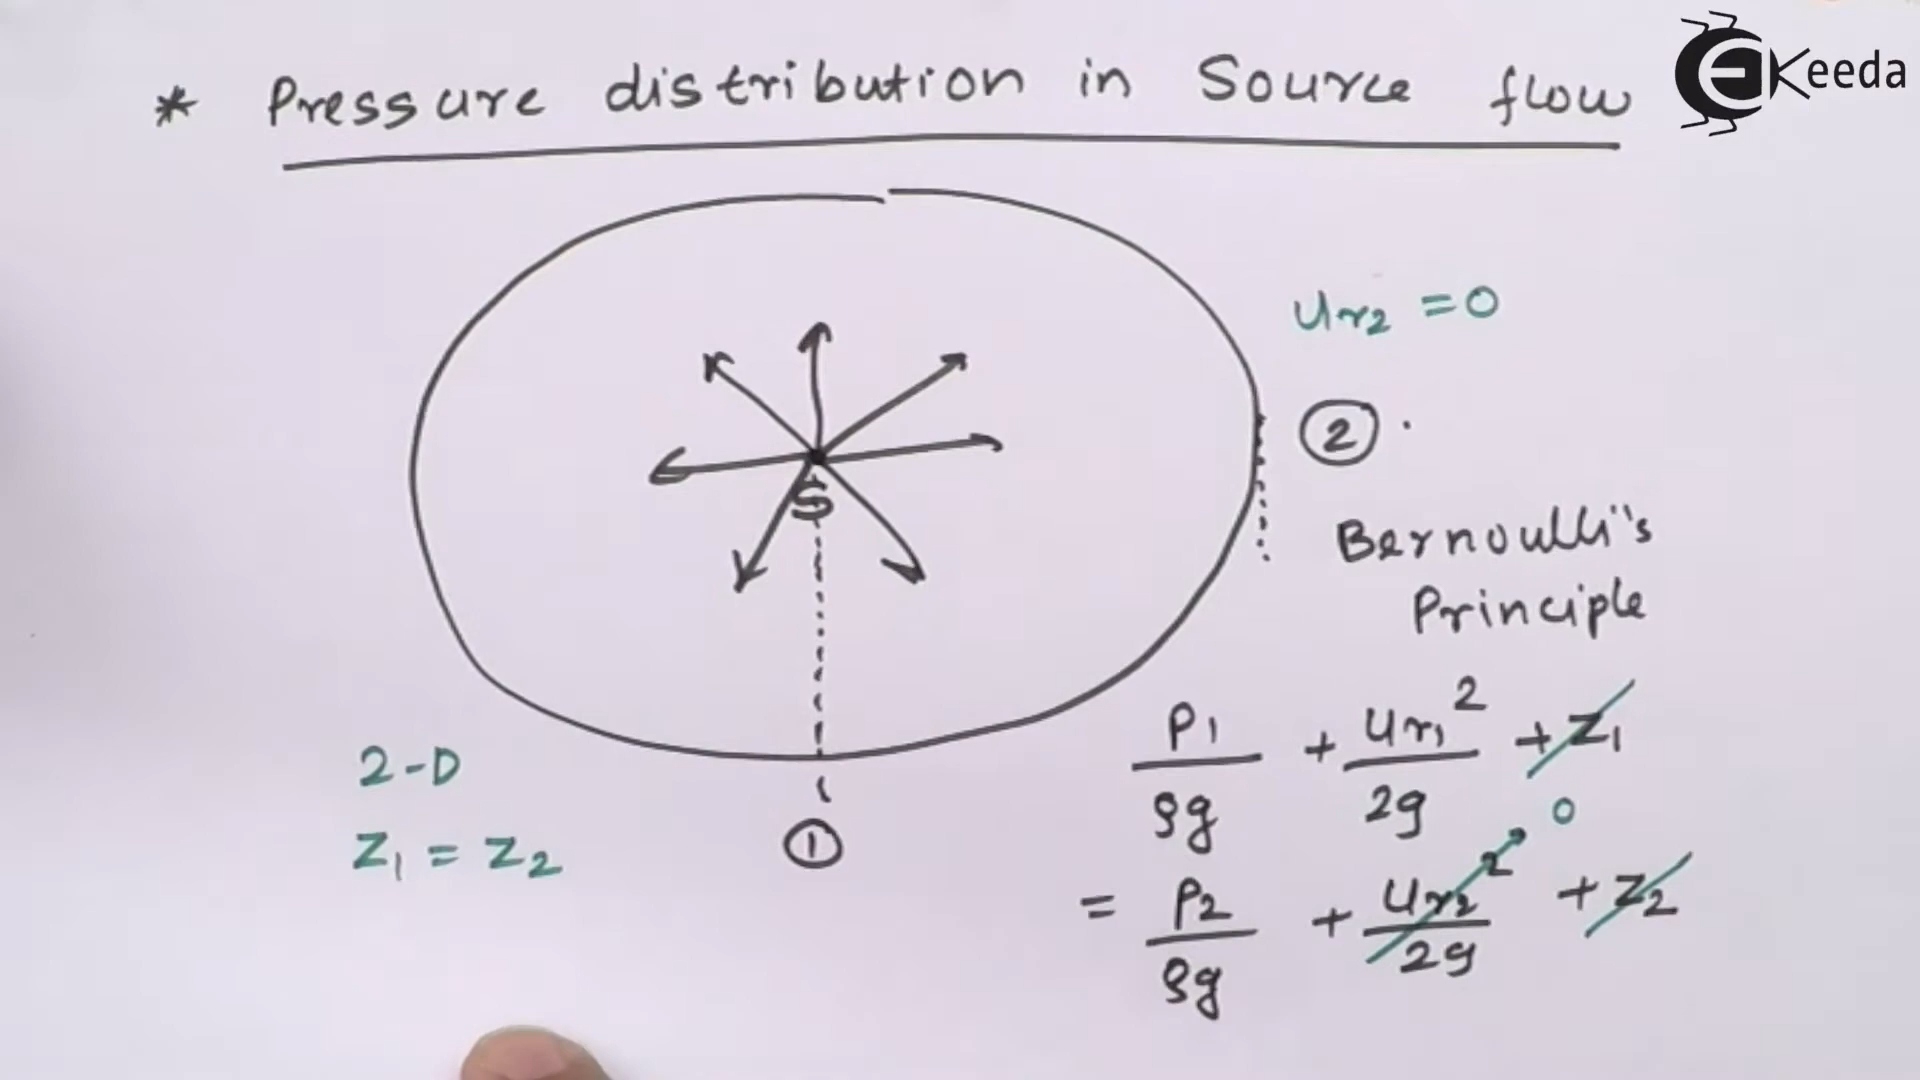 * Pressure distribution in Source flow
EKeeda
Ur2 = 0
2
S
Bernoulli''s
Principle
P1/ρg + Ur1²/2g + Z1
0
= P2/ρg + Ur2²/2g + Z2
2-D
Z1 = Z2
1